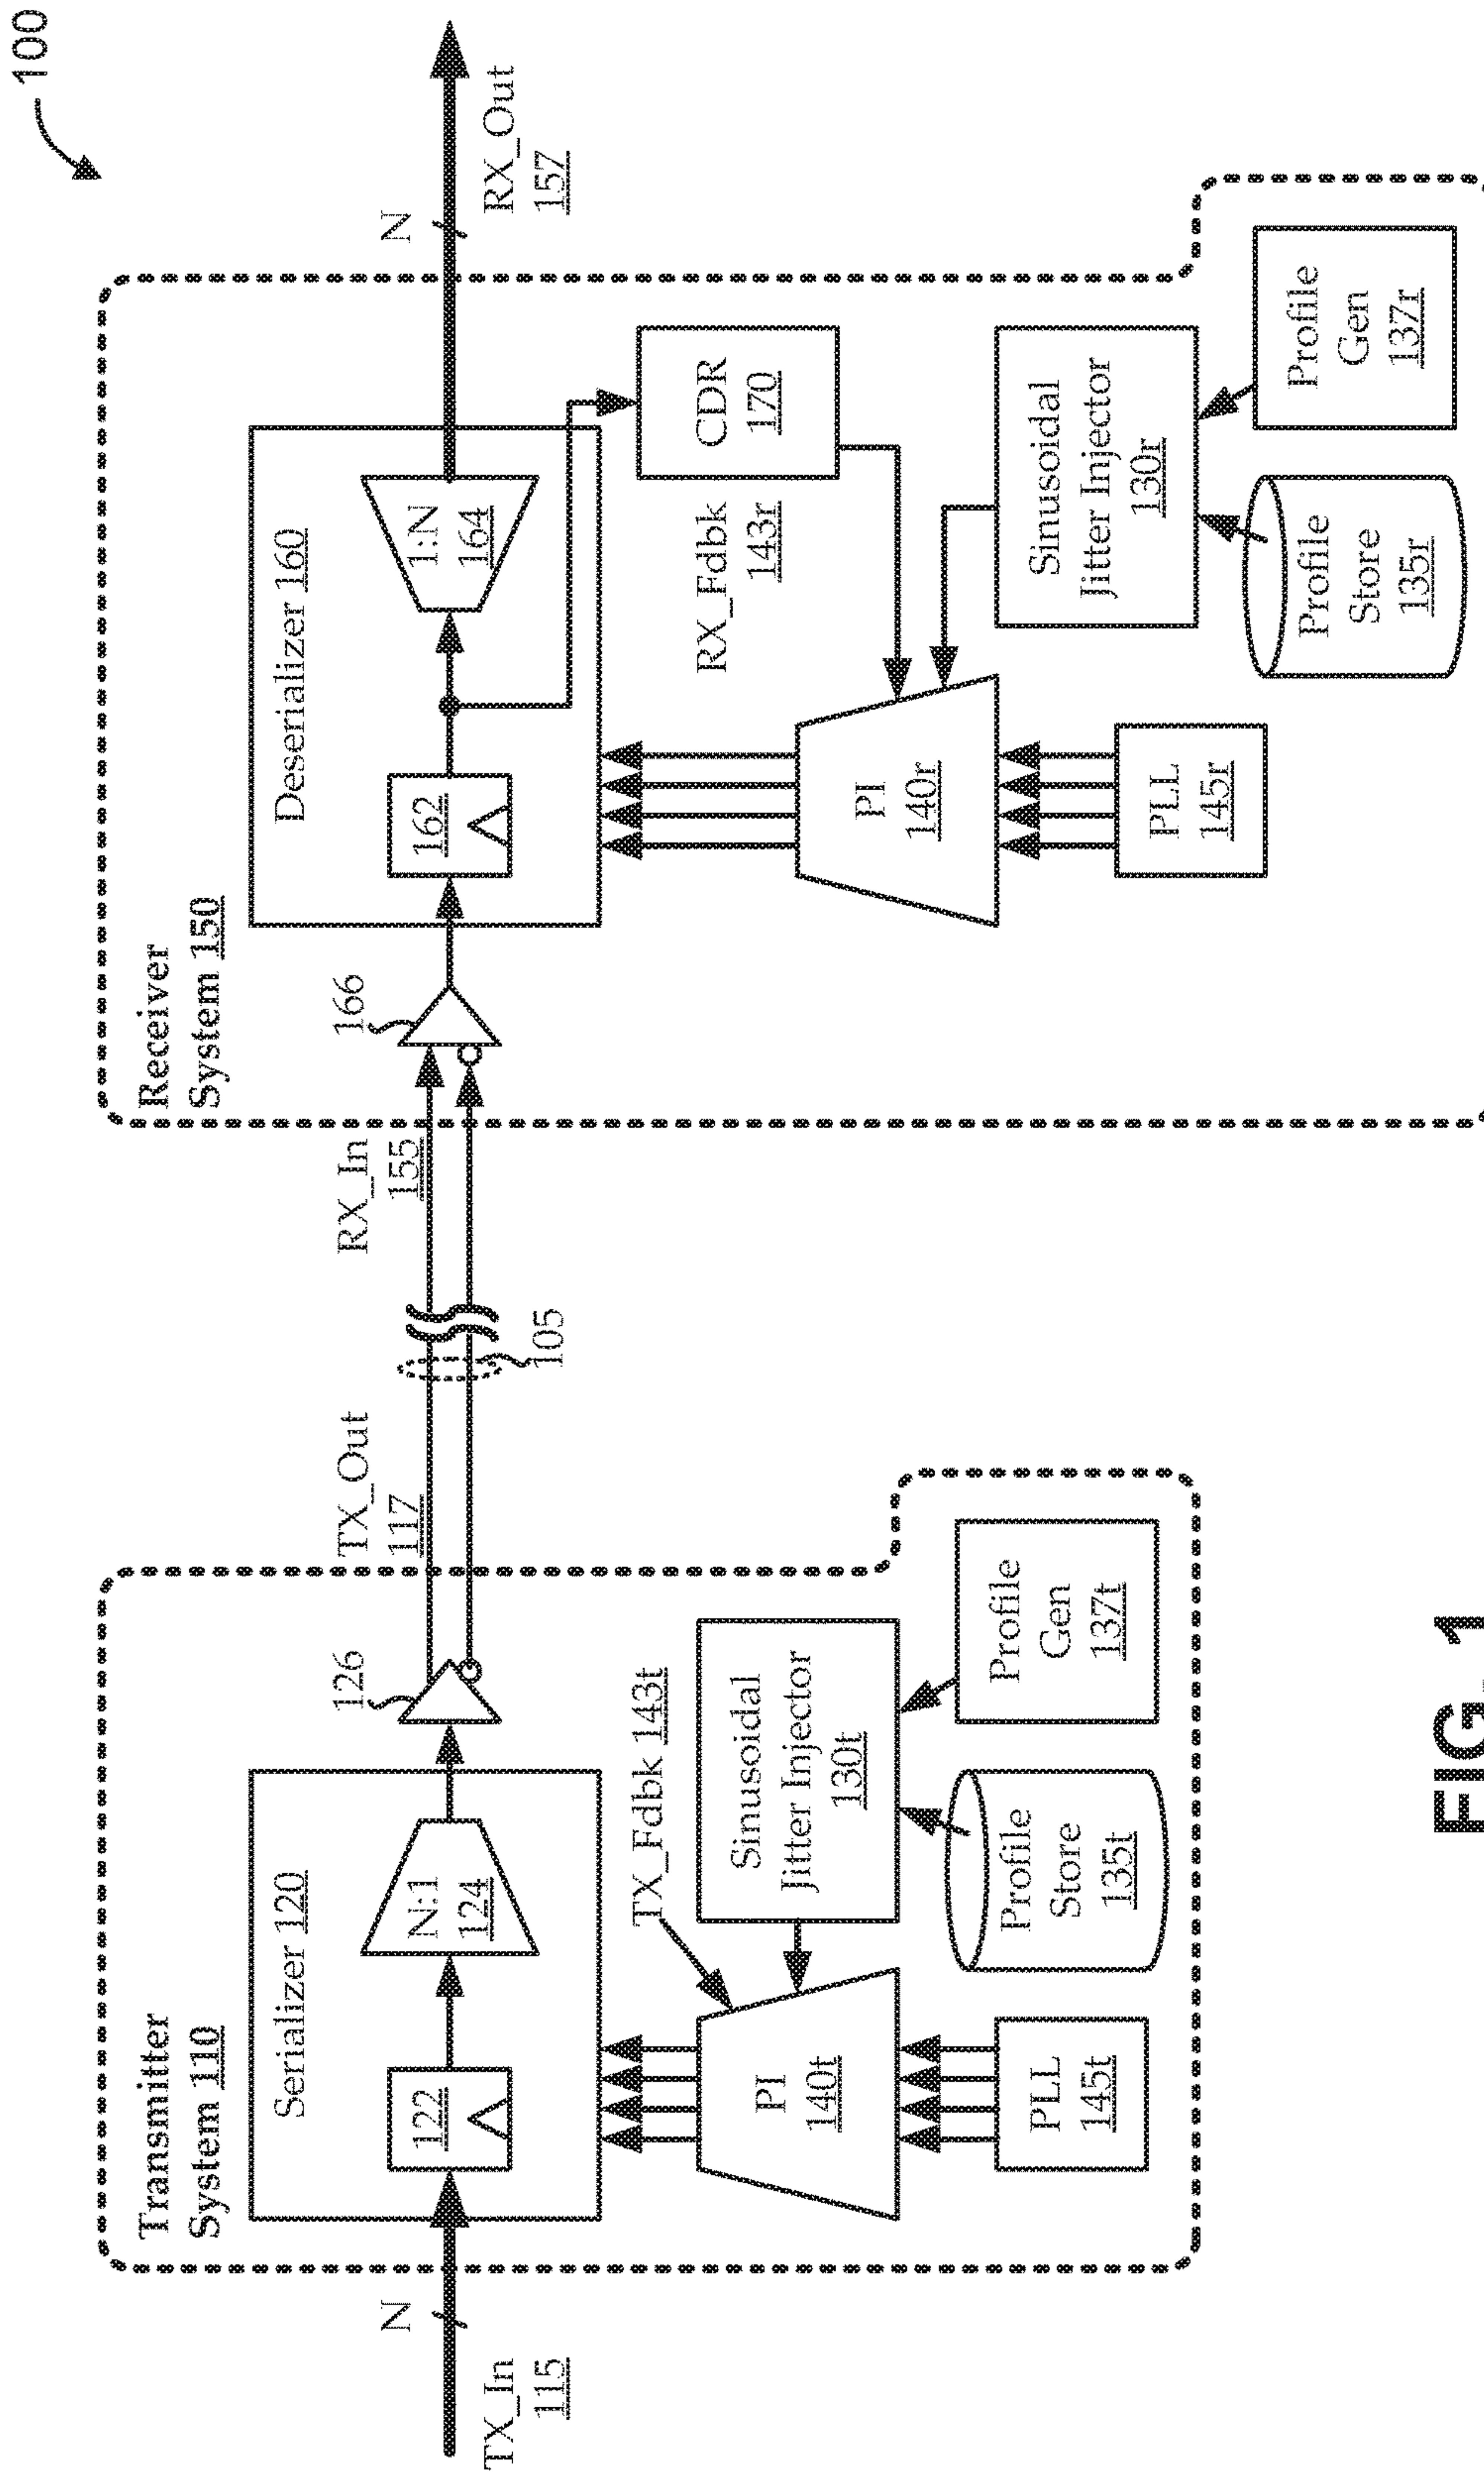 100
Transmitter
System 110
Serializer 120
122
N:1
124
126
N
TX_In
115
TX_Out
117
105
RX_In
155
TX_Fdbk 143t
PI
140t
PLL
145t
Sinusoidal
Jitter Injector
130t
Profile
Store
135t
Profile
Gen
137t
Receiver
System 150
166
Deserializer 160
162
1:N
164
N
RX_Out
157
CDR
170
RX_Fdbk
143r
PI
140r
PLL
145r
Sinusoidal
Jitter Injector
130r
Profile
Store
135r
Profile
Gen
137r
FIG. 1